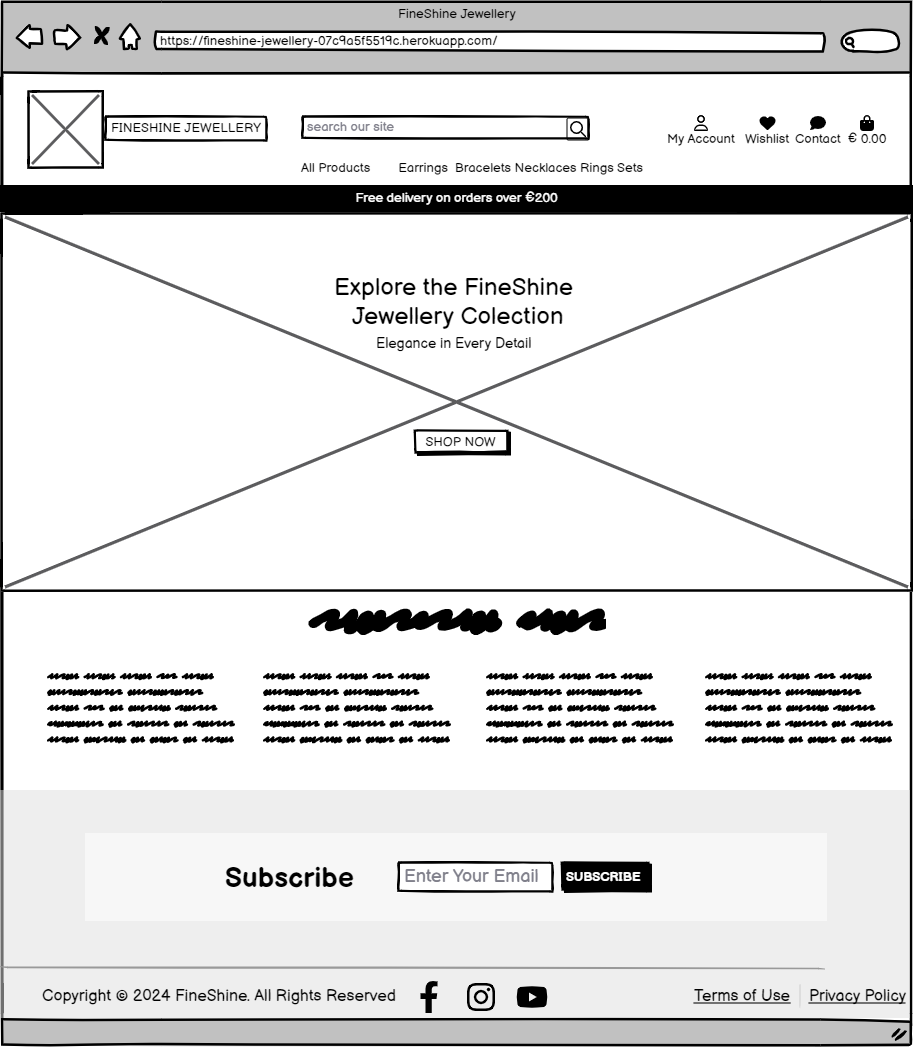 FineShine Jewellery
https://fineshine-jewellery-07c9a5f5519c.herokuapp.com/
FINESHINE JEWELLERY
search our site
My Account Wishlist Contact € 0.00
All Products Earrings Bracelets Necklaces Rings Sets
Free delivery on orders over €200
Explore the FineShine
Jewellery Colection
Elegance in Every Detail
SHOP NOW
Subscribe Enter Your Email SUBSCRIBE
Copyright © 2024 FineShine. All Rights Reserved Terms of Use Privacy Policy